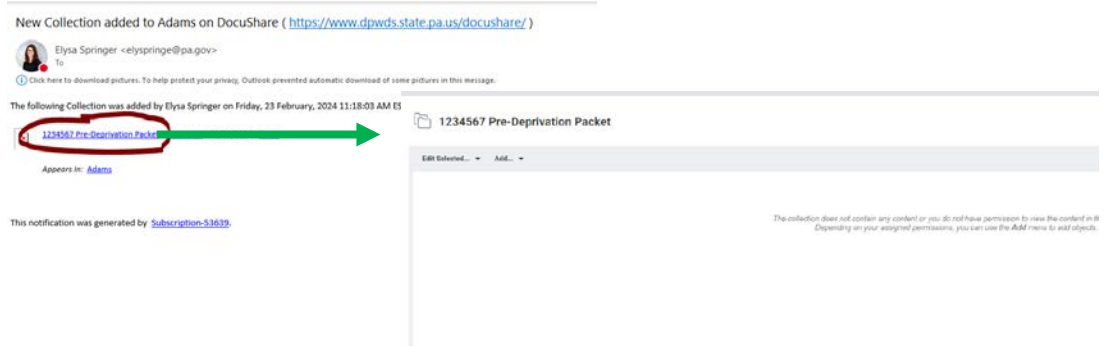 New Collection added to Adams on DocuShare ( https://www.dpwds.state.pa.us/docushare/ )
Elysa Springer <elyspringe@pa.gov>
To
Click here to download pictures. To help protect your privacy, Outlook prevented automatic download of some pictures in this message.
The following Collection was added by Elysa Springer on Friday, 23 February, 2024 11:18:03 AM ES
1234567 Pre-Deprivation Packet
Appears in: Adams
This notification was generated by Subscription-53639.
1234567 Pre-Deprivation Packet
Edit Selected... Add...
The collection does not contain any content or you do not have permission to view the content in th
Depending on your assigned permissions, you can use the Add menu to add objects.